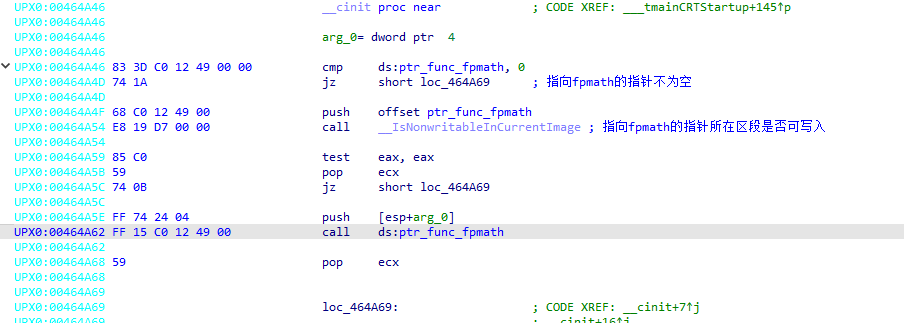 UPX0:00464A46 __cinit proc near ; CODE XREF: ___tmainCRTStartup+145↑p
UPX0:00464A46
UPX0:00464A46 arg_0= dword ptr 4
UPX0:00464A46
UPX0:00464A46 83 3D C0 12 49 00 00 cmp ds:ptr_func_fpmath, 0
UPX0:00464A4D 74 1A jz short loc_464A69 ; 指向fpmath的指针不为空
UPX0:00464A4D
UPX0:00464A4F 68 C0 12 49 00 push offset ptr_func_fpmath
UPX0:00464A54 E8 19 D7 00 00 call __IsNonwritableInCurrentImage ; 指向fpmath的指针所在区段是否可写入
UPX0:00464A54
UPX0:00464A59 85 C0 test eax, eax
UPX0:00464A5B 59 pop ecx
UPX0:00464A5C 74 0B jz short loc_464A69
UPX0:00464A5C
UPX0:00464A5E FF 74 24 04 push [esp+arg_0]
UPX0:00464A62 FF 15 C0 12 49 00 call ds:ptr_func_fpmath
UPX0:00464A62
UPX0:00464A68 59 pop ecx
UPX0:00464A68
UPX0:00464A69
UPX0:00464A69 loc_464A69: ; CODE XREF: __cinit+7↑j
UPX0:00464A69 ; __cinit+16↑j